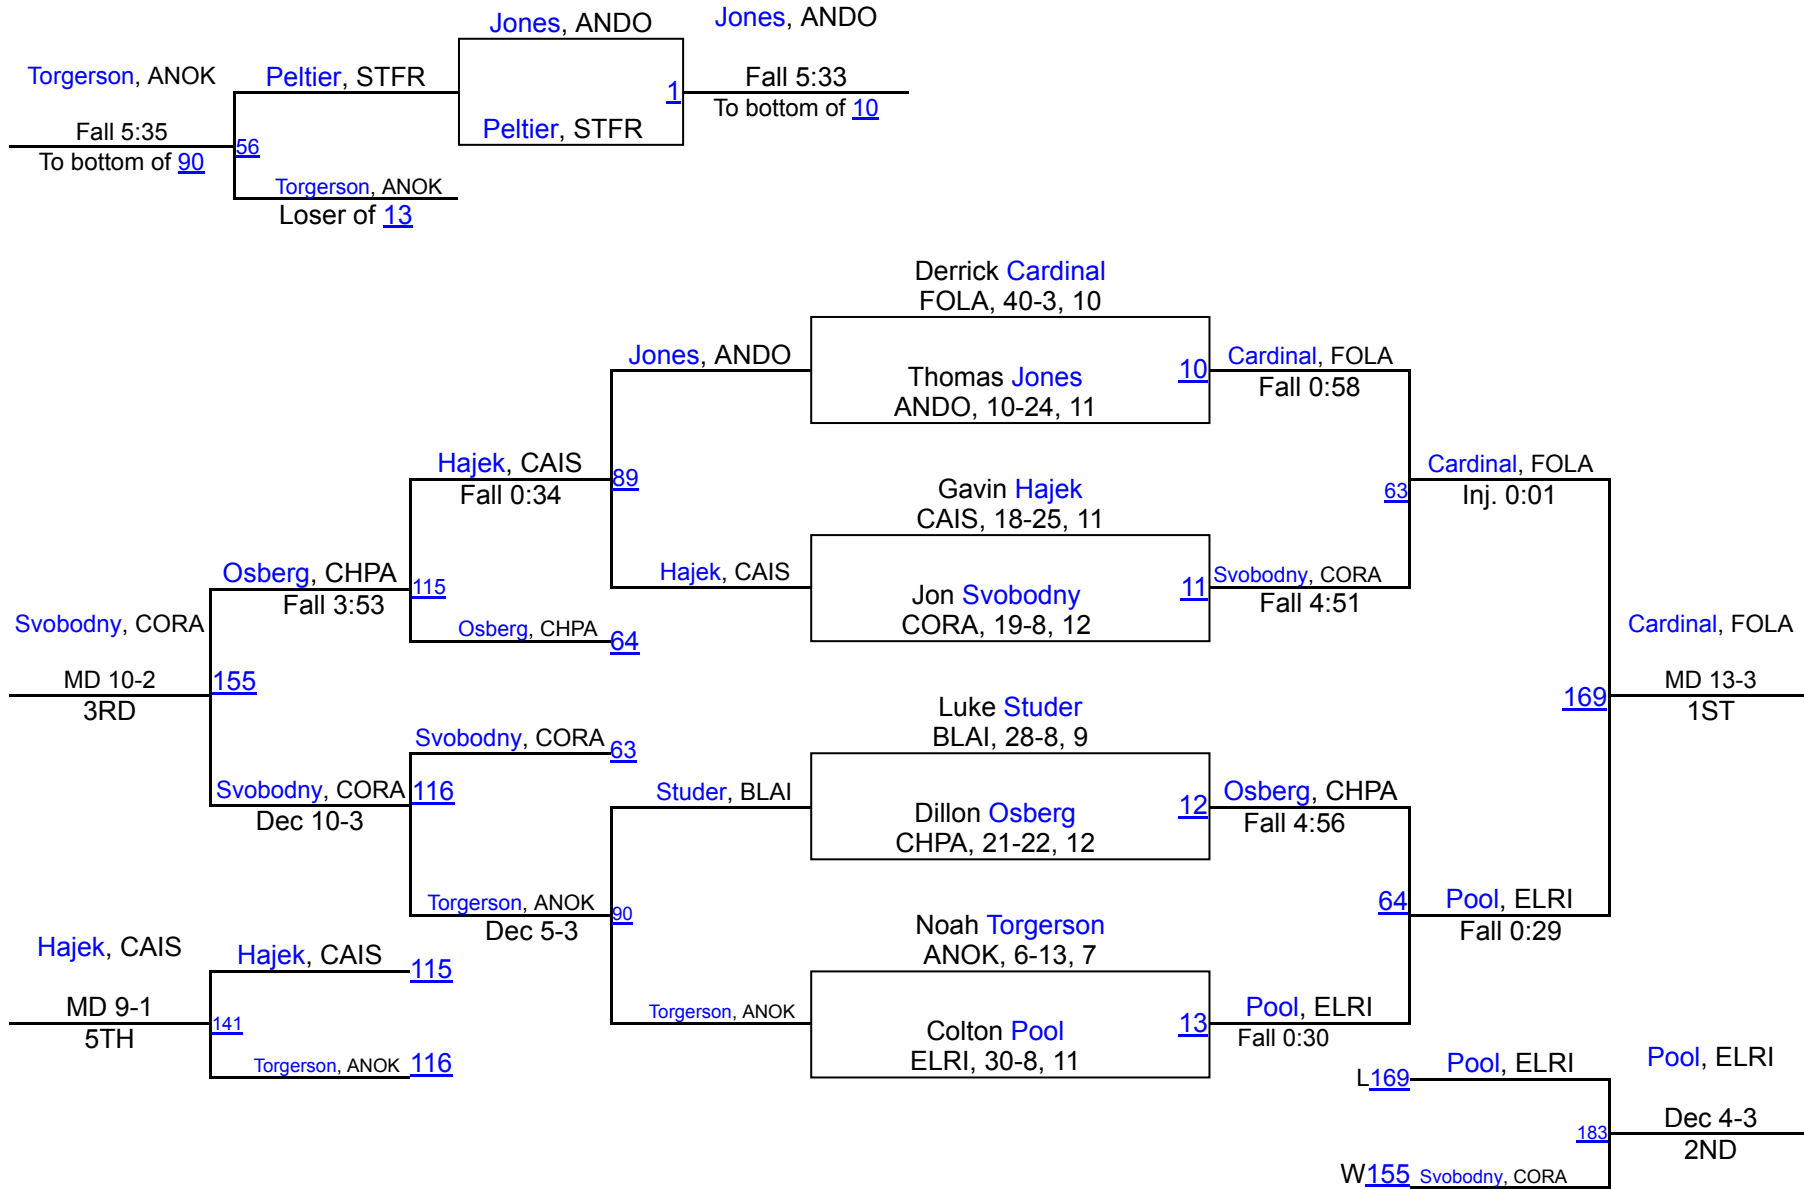 Jones, ANDO
Jones, ANDO
Torgerson, ANOK
Peltier, STFR
Fall 5:33
1
To bottom of 10
Fall 5:35
Peltier, STFR
To bottom of 90
56
Torgerson, ANOK
Loser of 13
Derrick Cardinal
FOLA, 40-3, 10
Jones, ANDO
Cardinal, FOLA
10
Thomas Jones
Fall 0:58
ANDO, 10-24, 11
Hajek, CAIS
Cardinal, FOLA
89
Fall 0:34
Gavin Hajek
63
Inj. 0:01
CAIS, 18-25, 11
Osberg, CHPA
Hajek, CAIS
Svobodny, CORA
115
11
Fall 3:53
Jon Svobodny
Fall 4:51
Svobodny, CORA
CORA, 19-8, 12
Osberg, CHPA
64
Cardinal, FOLA
MD 10-2
155
MD 13-3
3RD
169
1ST
Luke Studer
BLAI, 28-8, 9
Svobodny, CORA
63
Svobodny, CORA
116
Studer, BLAI
Osberg, CHPA
12
Dec 10-3
Dillon Osberg
Fall 4:56
CHPA, 21-22, 12
Torgerson, ANOK
90
64
Pool, ELRI
Dec 5-3
Noah Torgerson
Fall 0:29
ANOK, 6-13, 7
Hajek, CAIS
Hajek, CAIS
115
MD 9-1
141
5TH
Torgerson, ANOK
Pool, ELRI
13
Colton Pool
Fall 0:30
ELRI, 30-8, 11
Torgerson, ANOK
116
L169
Pool, ELRI
Pool, ELRI
Dec 4-3
183
2ND
W155
Svobodny, CORA